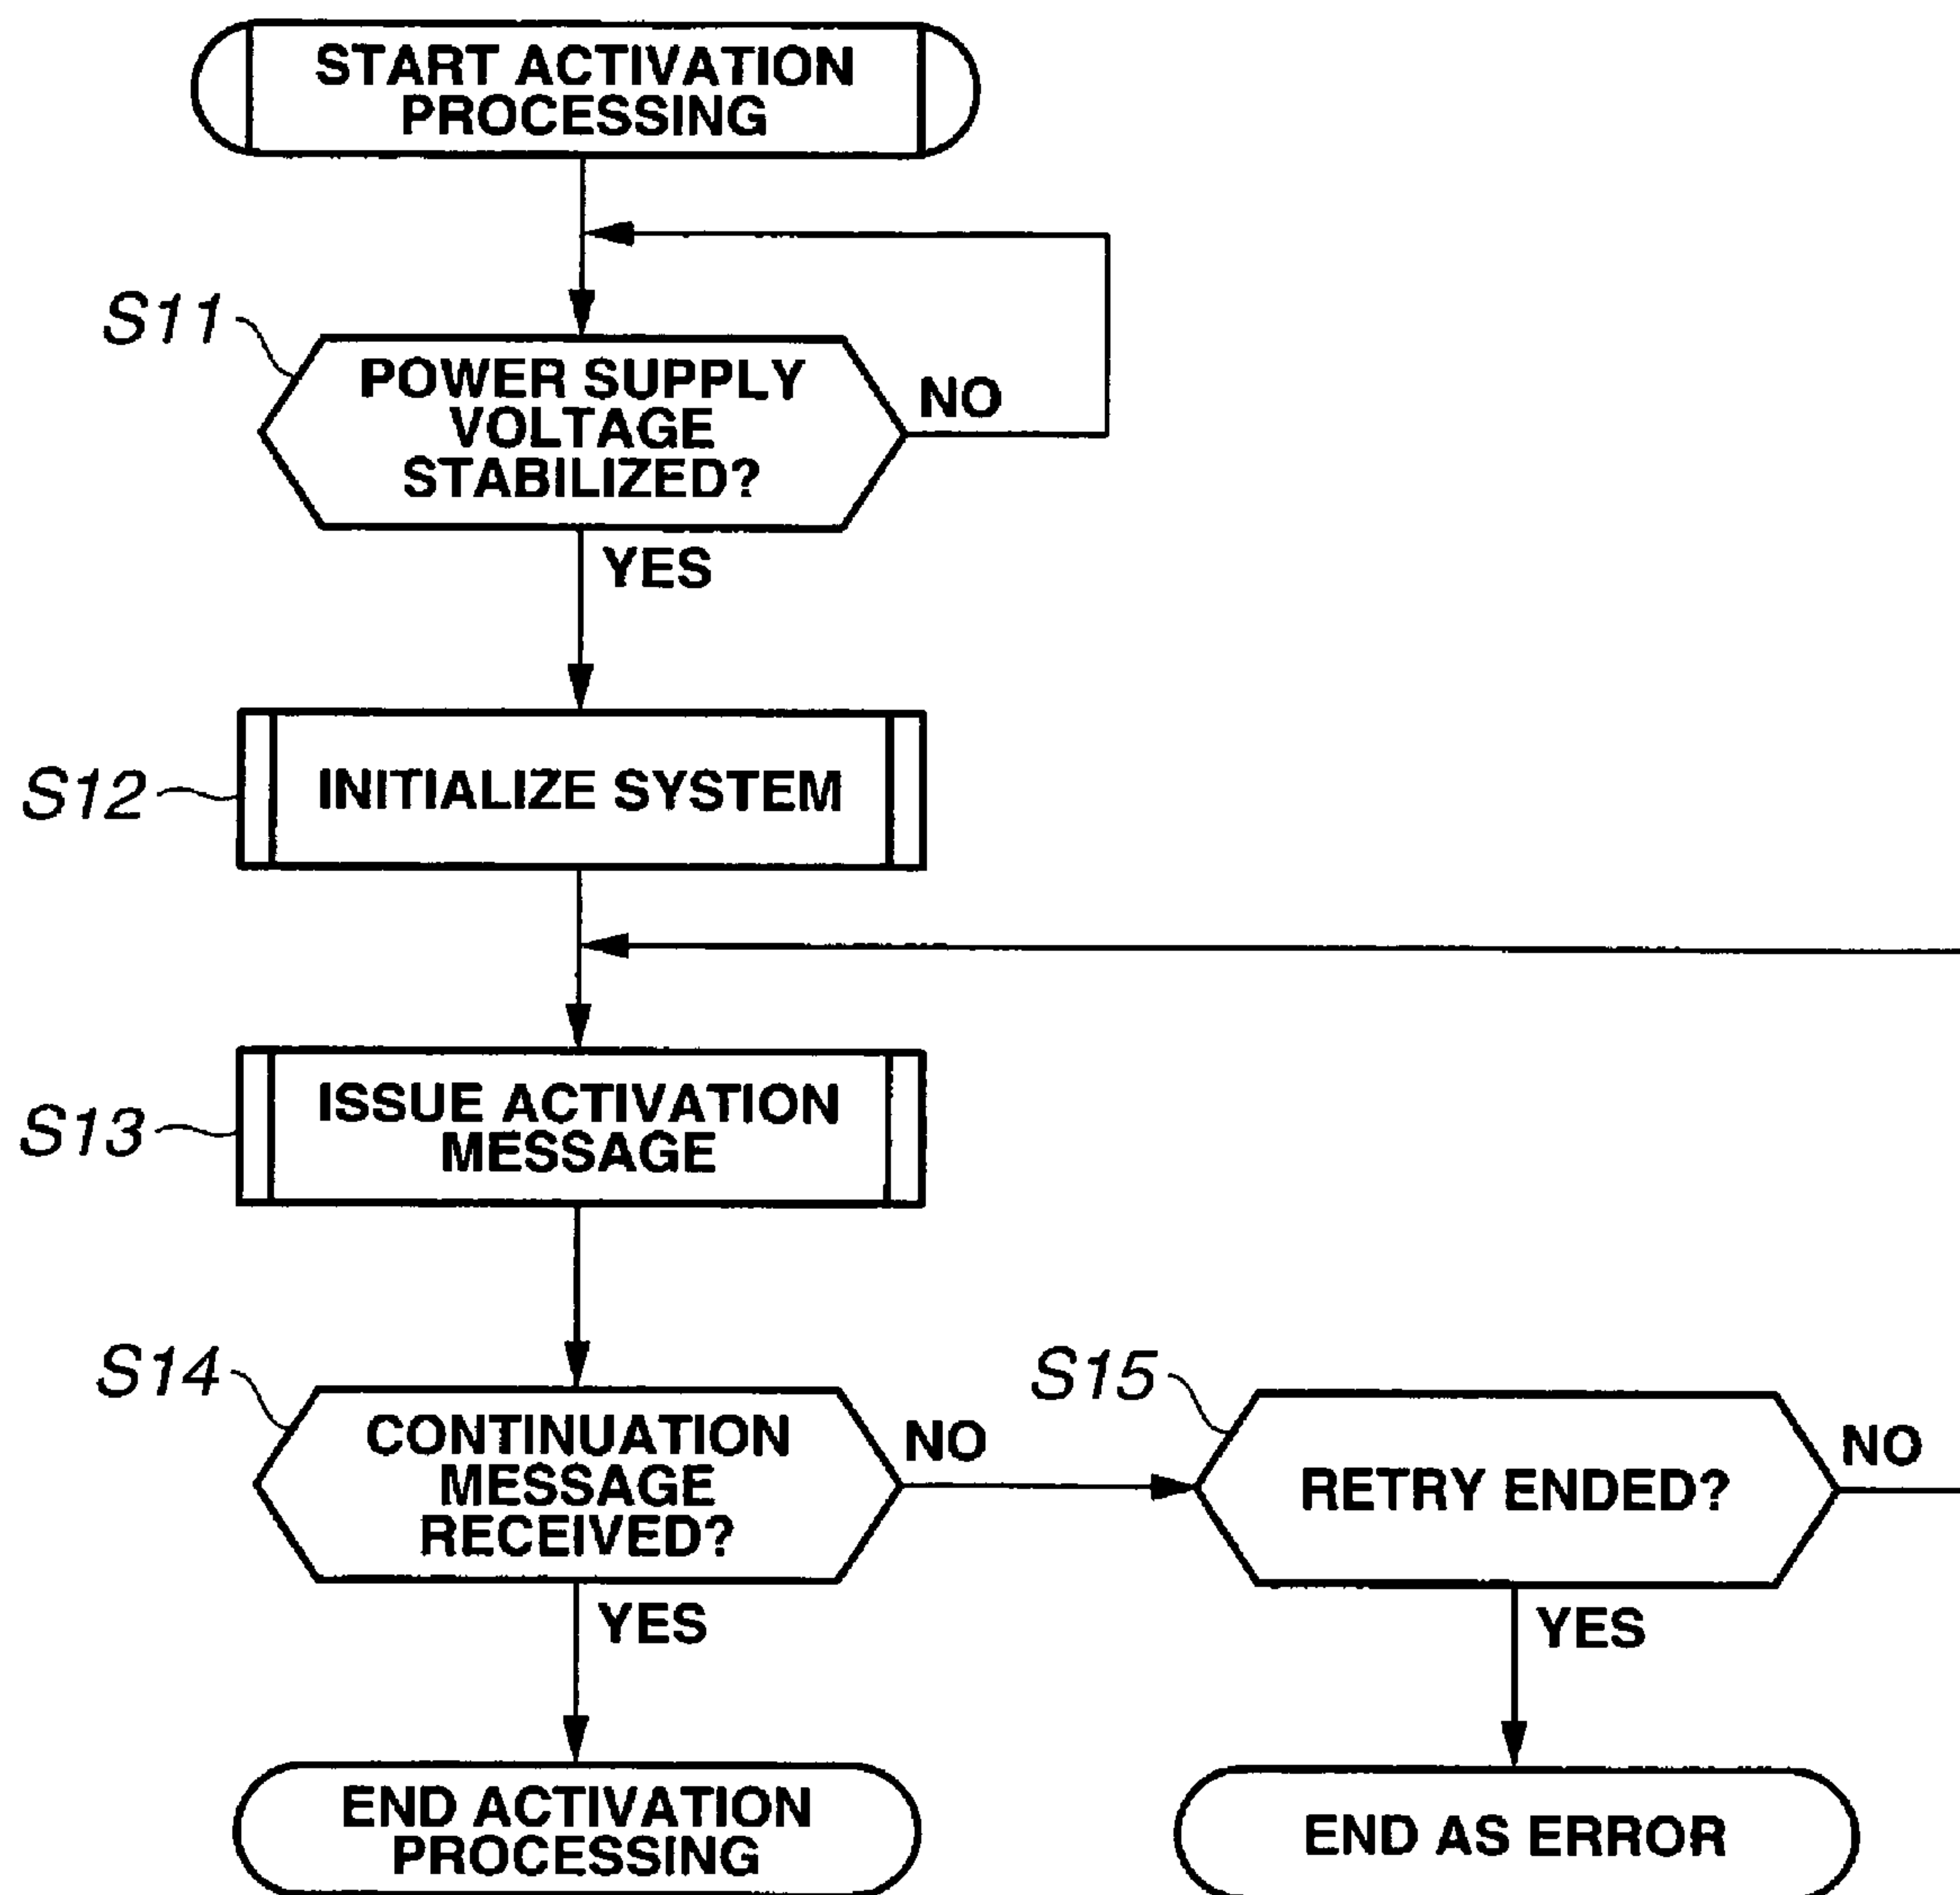 START ACTIVATION
PROCESSING
S11
POWER SUPPLY
VOLTAGE
STABILIZED?
NO
YES
S12
INITIALIZE SYSTEM
S13
ISSUE ACTIVATION
MESSAGE
S14
CONTINUATION
MESSAGE
RECEIVED?
NO
S15
RETRY ENDED?
NO
YES
YES
END ACTIVATION
PROCESSING
END AS ERROR